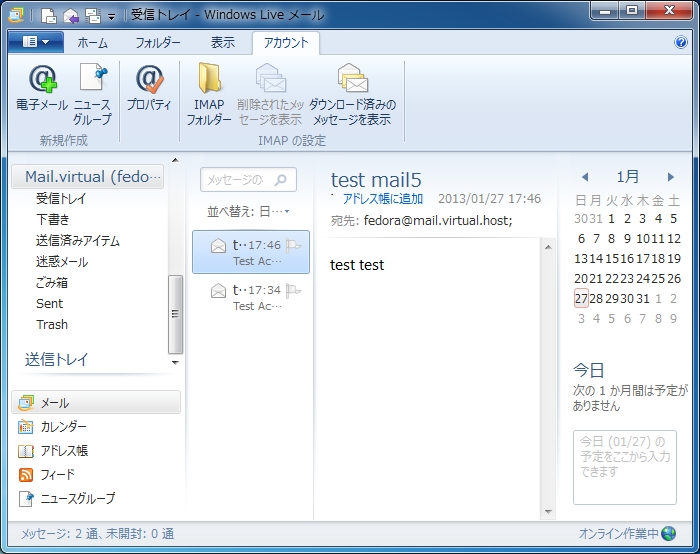 受信トレイ - Windows Live メール
ホーム フォルダー 表示 アカウント
電子メール
ニュース
グループ
新規作成
プロパティ
IMAP
フォルダー
削除されたメッ
セージを表示
ダウンロード済みの
メッセージを表示
IMAP の設定
Mail.virtual (fedo…
受信トレイ
下書き
送信済みアイテム
迷惑メール
ごみ箱
Sent
Trash
送信トレイ
メール
カレンダー
アドレス帳
フィード
ニュースグループ
メッセージの
並べ替え: 日…
t…17:46
Test Ac…
t…17:34
Test Ac…
test mail5
アドレス帳に追加 2013/01/27 17:46
宛先: fedora@mail.virtual.host;
test test
1月
日 月 火 水 木 金 土
30 31 1 2 3 4 5
6 7 8 9 10 11 12
13 14 15 16 17 18 19
20 21 22 23 24 25 26
27 28 29 30 31 1 2
3 4 5 6 7 8 9
今日
次の 1 か月間は予定が
ありません
今日 (01/27) の
予定をここから入力
できます
メッセージ: 2 通、未開封: 0 通
オンライン作業中